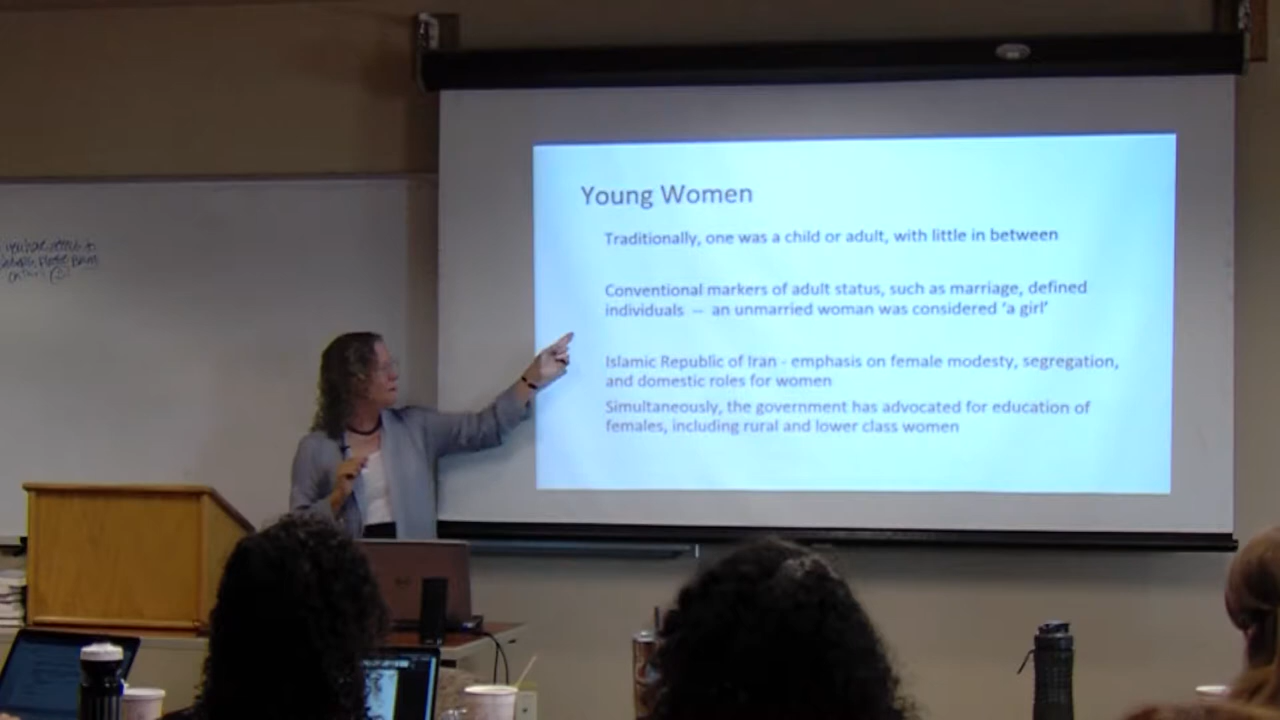 Young Women
Traditionally, one was a child or adult, with little in between
Conventional markers of adult status, such as marriage, defined
individuals -- an unmarried woman was considered 'a girl'
Islamic Republic of Iran - emphasis on female modesty, segregation,
and domestic roles for women
Simultaneously, the government has advocated for education of
females, including rural and lower class women